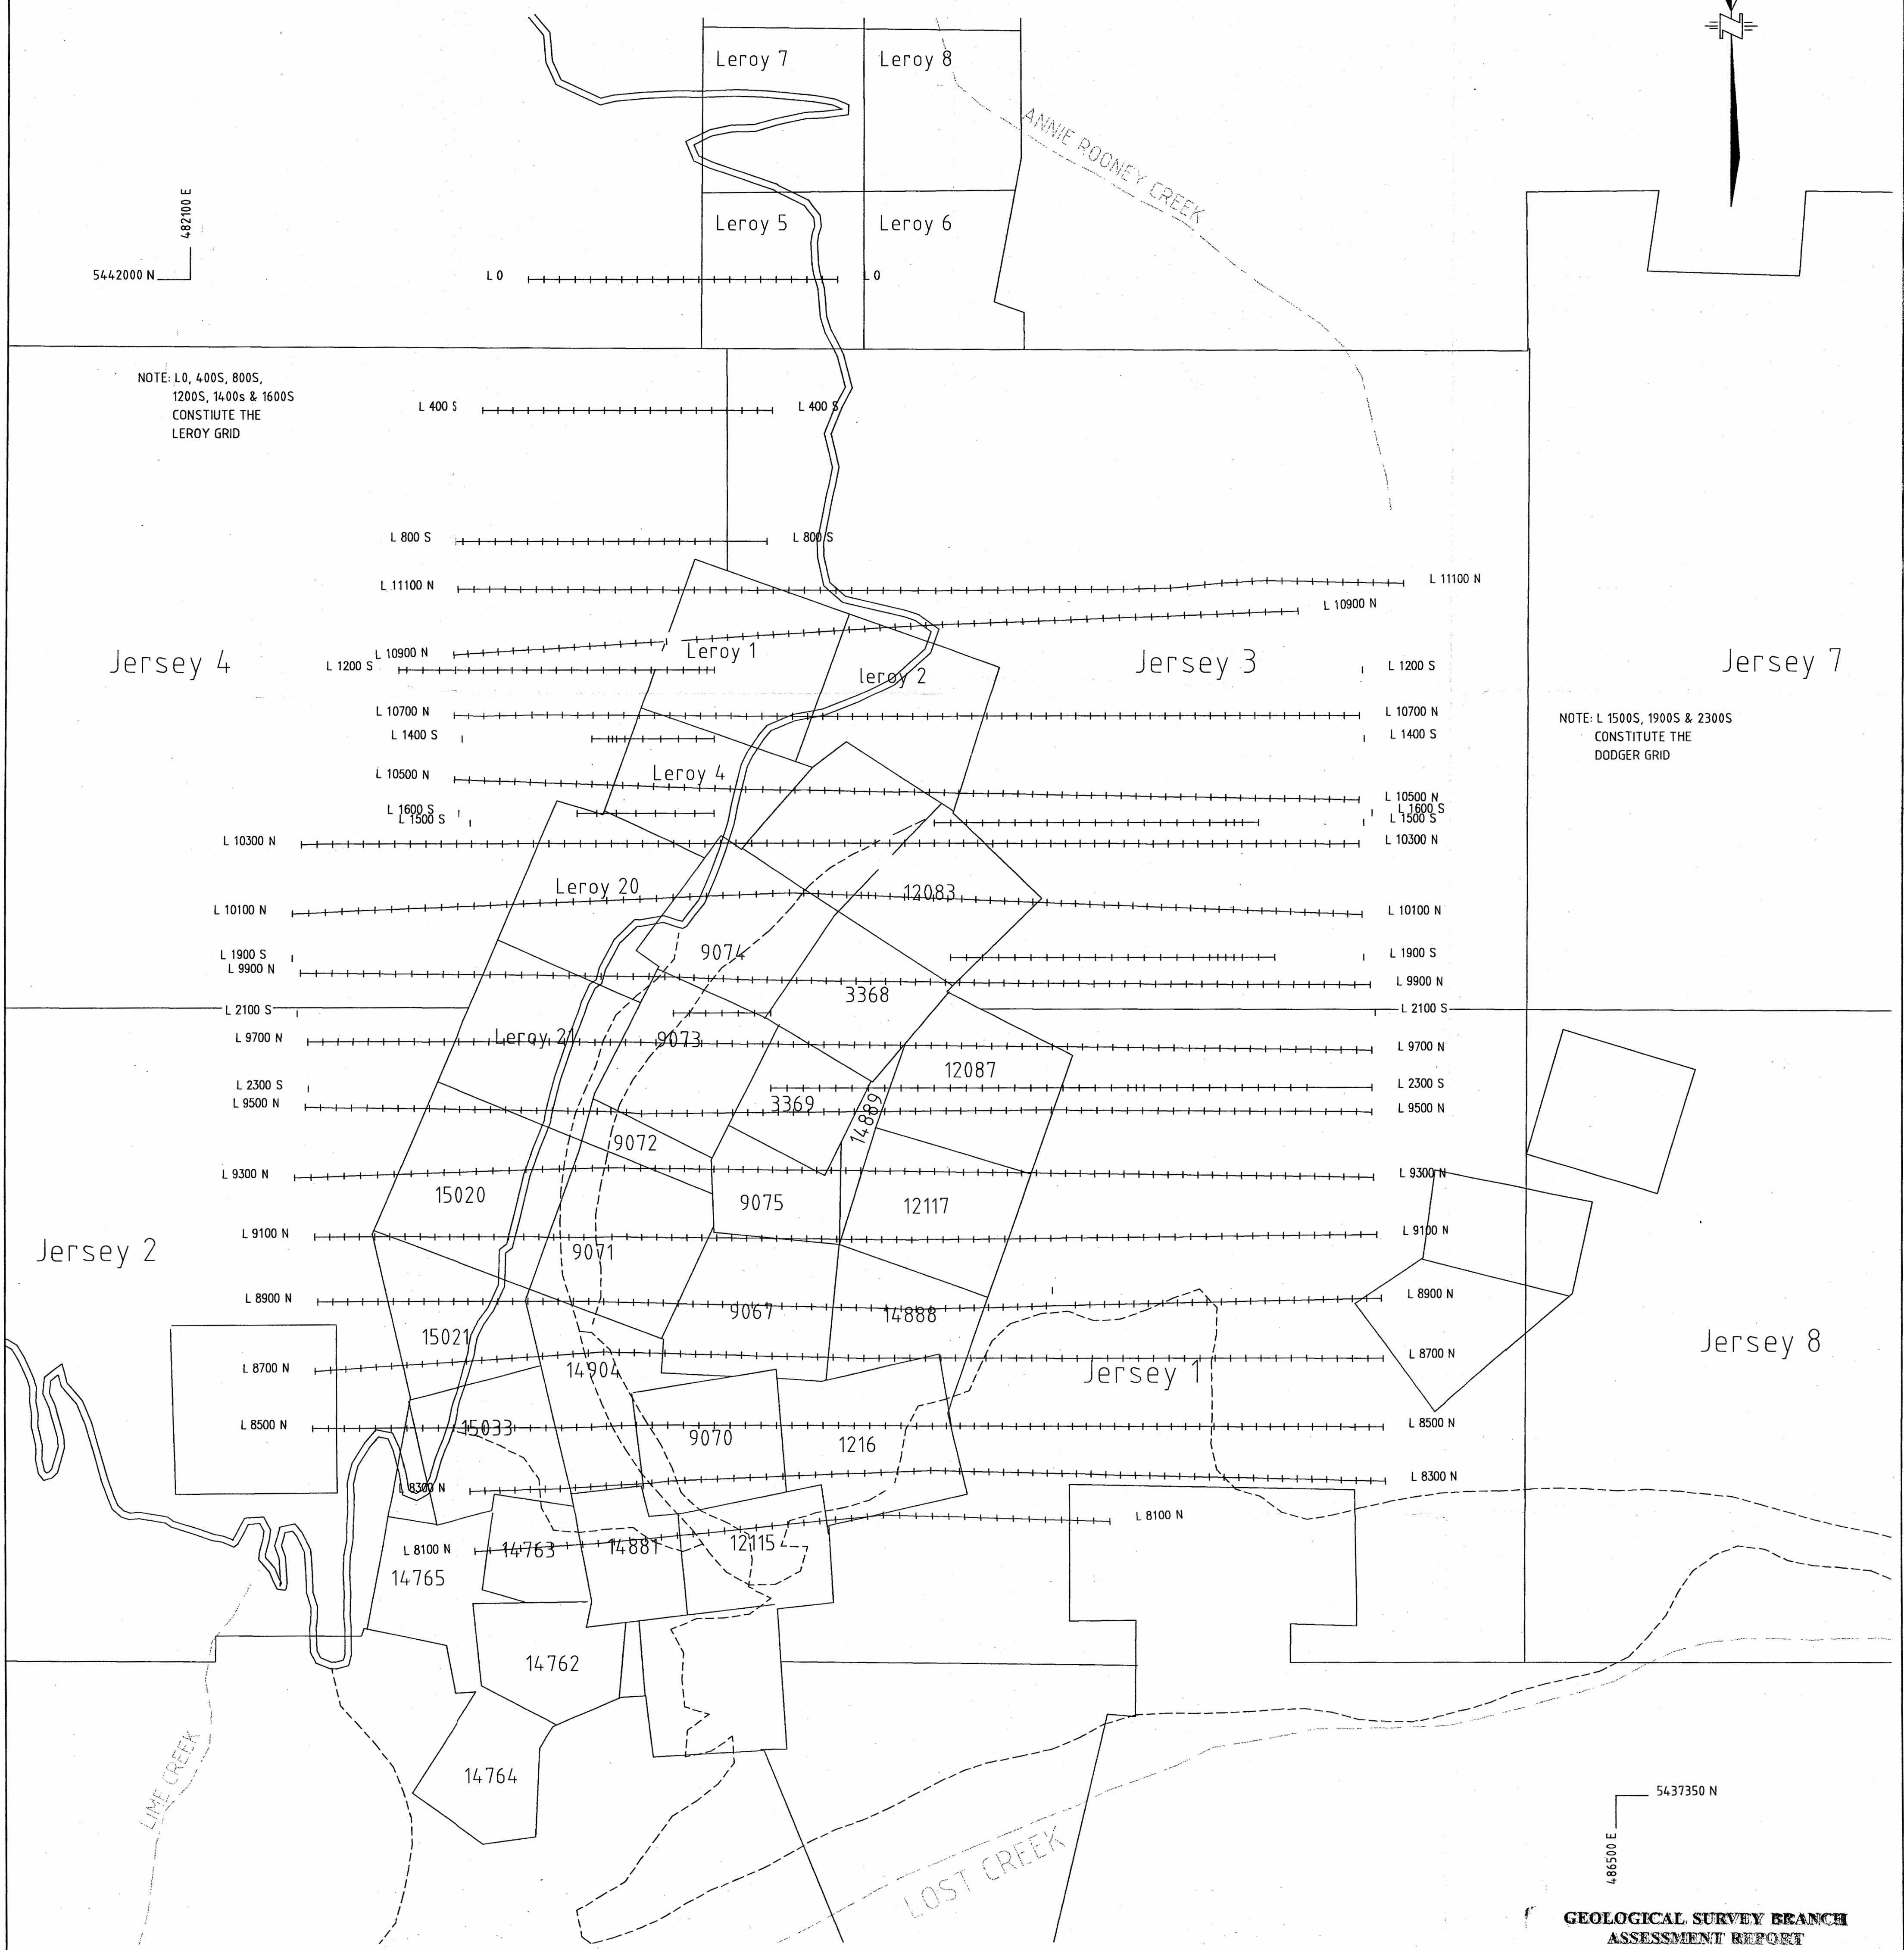 Leroy 7
Leroy 8
ANNIE ROONEY CREEK
482100 E
5442000 N
Leroy 5
Leroy 6
L 0
L 0
NOTE: L0, 400S, 800S,
1200S, 1400s & 1600S
CONSTIUTE THE
LEROY GRID
L 400 S
L 400 S
L 800 S
L 800 S
L 11100 N
L 11100 N
L 10900 N
L 10900 N
Leroy 1
Jersey 4
L 1200 S
leroy 2
Jersey 3
L 1200 S
Jersey 7
L 10700 N
L 10700 N
NOTE: L 1500S, 1900S & 2300S
CONSTITUTE THE
DODGER GRID
L 1400 S
L 1400 S
L 10500 N
Leroy 4
L 10500 N
L 1600 S
L 1600 S
L 1500 S
L 1500 S
L 10300 N
L 10300 N
Leroy 20
12083
L 10100 N
L 10100 N
L 1900 S
9074
L 1900 S
L 9900 N
L 9900 N
3368
L 2100 S
L 2100 S
L 9700 N
Leroy 21
9073
L 9700 N
12087
L 2300 S
L 2300 S
L 9500 N
3369
14889
L 9500 N
9072
L 9300 N
L 9300 N
15020
9075
12117
L 9100 N
L 9100 N
Jersey 2
9071
L 8900 N
L 8900 N
9067
14888
15021
Jersey 8
L 8700 N
14904
Jersey 1
L 8700 N
L 8500 N
15033
9070
1216
L 8500 N
L 8300 N
L 8300 N
L 8100 N
L 8100 N
14763
14881
12115
14765
14762
LIME CREEK
14764
5437350 N
486500 E
LOST CREEK
GEOLOGICAL SURVEY BRANCH
ASSESSMENT REPORT